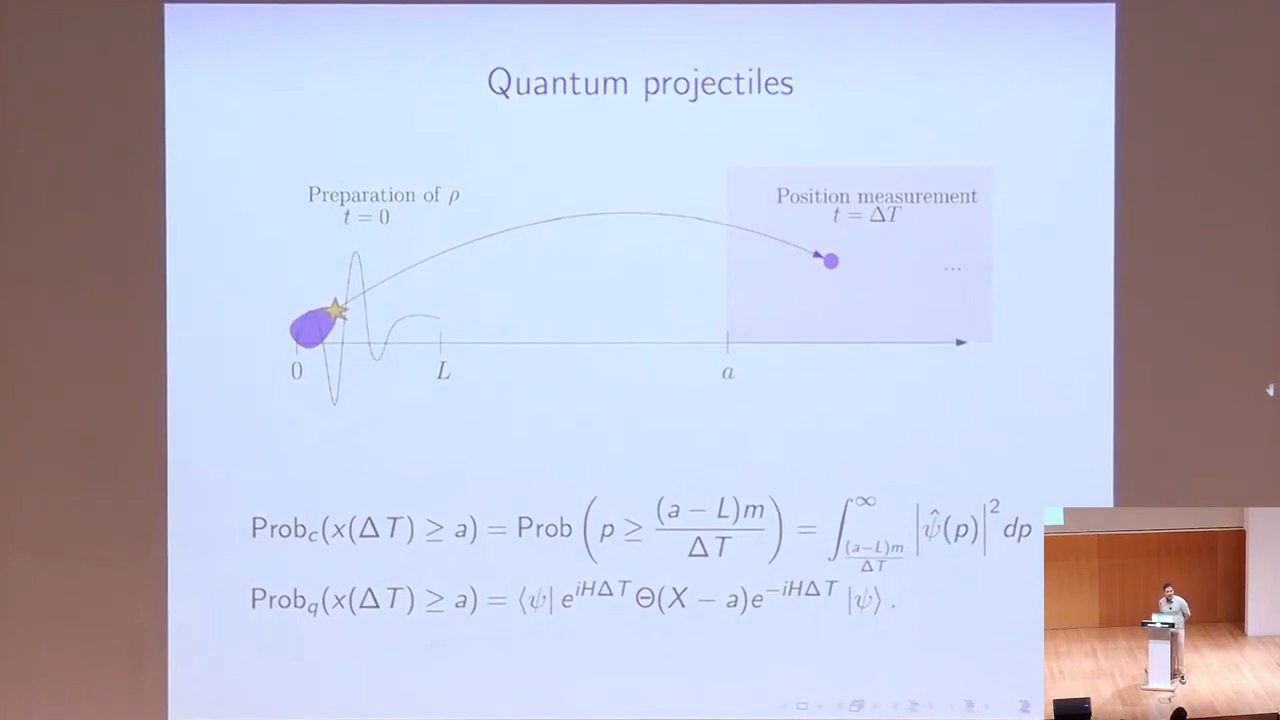 Quantum projectiles
Preparation of ρ
t = 0
Position measurement
t = ΔT
...
0
L
a
Prob_c(x(ΔT) ≥ a) = Prob (p ≥ (a − L)m / ΔT) = ∫_{(a−L)m/ΔT}^{∞} |ψ̂(p)|² dp
Prob_q(x(ΔT) ≥ a) = ⟨ψ| e^{iHΔT} Θ(X − a)e^{−iHΔT} |ψ⟩ .